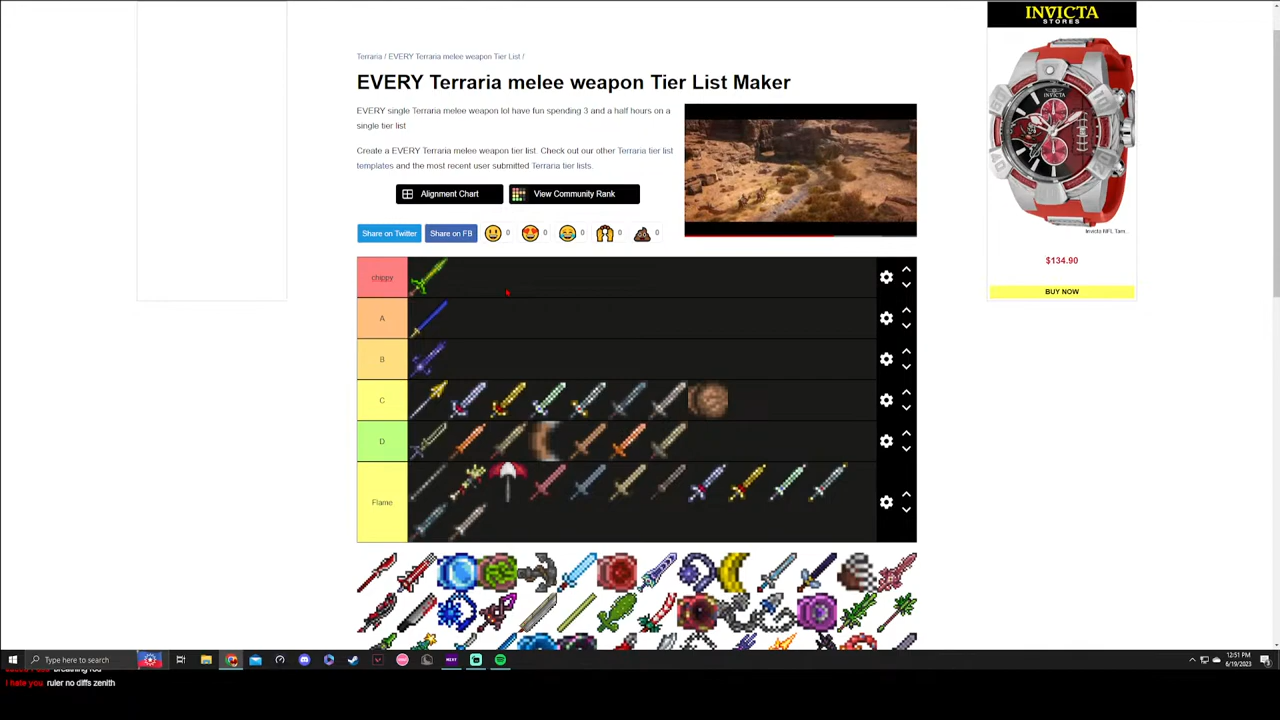 INVICTA
STORES
Terraria / EVERY Terraria melee weapon Tier List /
EVERY Terraria melee weapon Tier List Maker
EVERY single Terraria melee weapon lol have fun spending 3 and a half hours on a
single tier list
Create a EVERY Terraria melee weapon tier list. Check out our other Terraria tier list
templates and the most recent user submitted Terraria tier lists.
Alignment Chart
View Community Rank
Share on Twitter
Share on FB
0
0
0
0
0
INVICTA
Invicta NFL Tam...
$134.90
BUY NOW
chippy
A
B
C
D
Flame
Type here to search
NEXT
12:51 PM
6/19/2023
I hate you ruler no diffs zenith